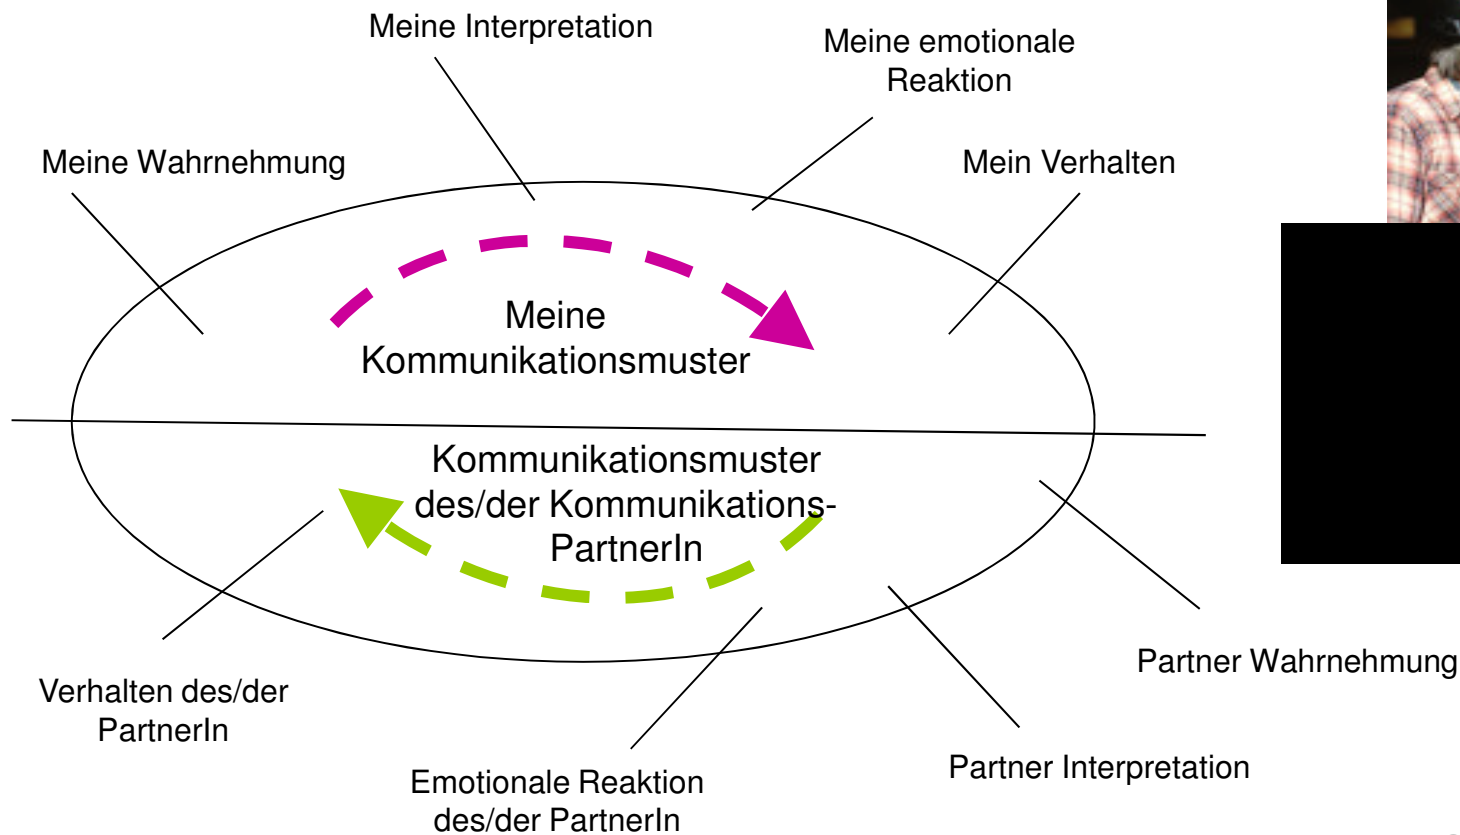 Meine Interpretation
Meine emotionale
Reaktion
Meine Wahrnehmung
Mein Verhalten
Meine
Kommunikationsmuster
Kommunikationsmuster
des/der Kommunikations-
PartnerIn
Partner Wahrnehmung
Verhalten des/der
PartnerIn
Partner Interpretation
Emotionale Reaktion
des/der PartnerIn